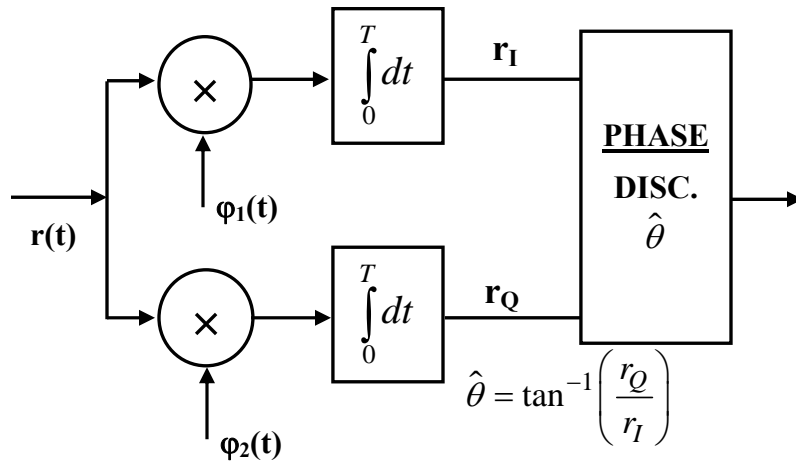 ×
T
∫ dt
0
r_I
φ₁(t)
r(t)
PHASE
DISC.
θ̂
×
T
∫ dt
0
r_Q
φ₂(t)
θ̂ = tan⁻¹(r_Q / r_I)